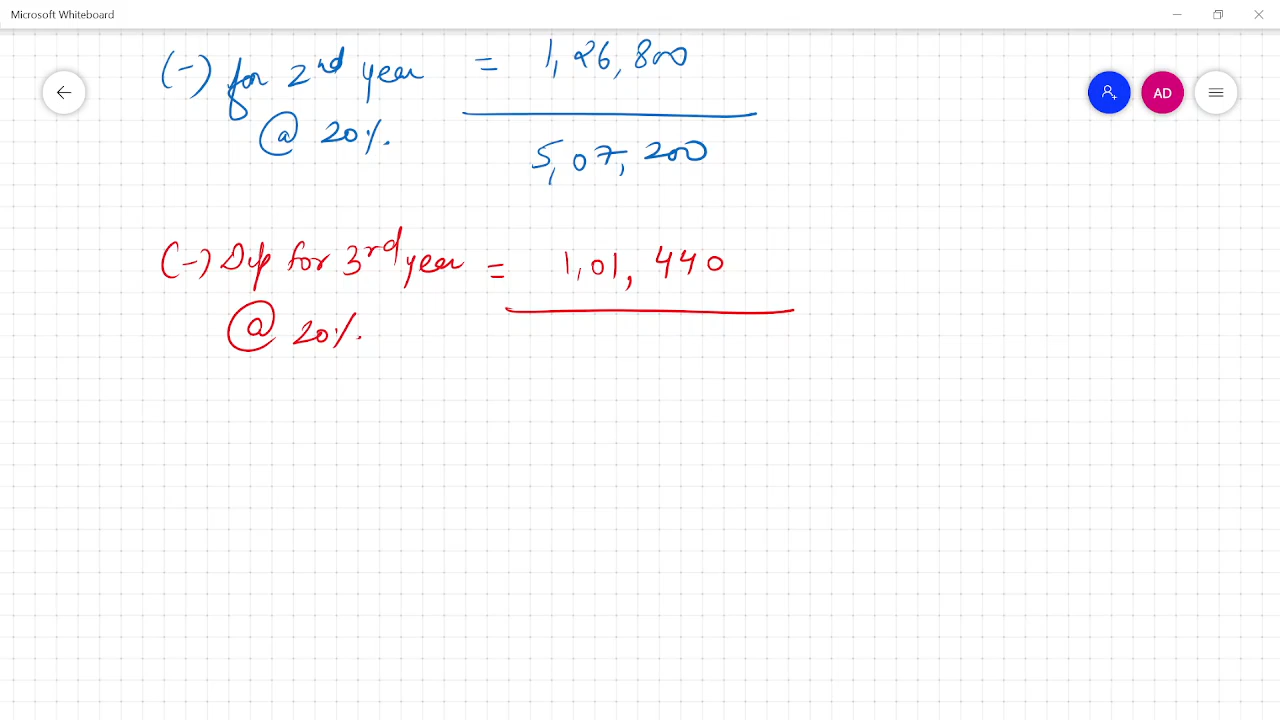 Microsoft Whiteboard
(-) for 2nd year = 1,26,800
@ 20%.
5,07,200
AD
(-) Dep for 3rd year = 1,01,440
@ 20%.